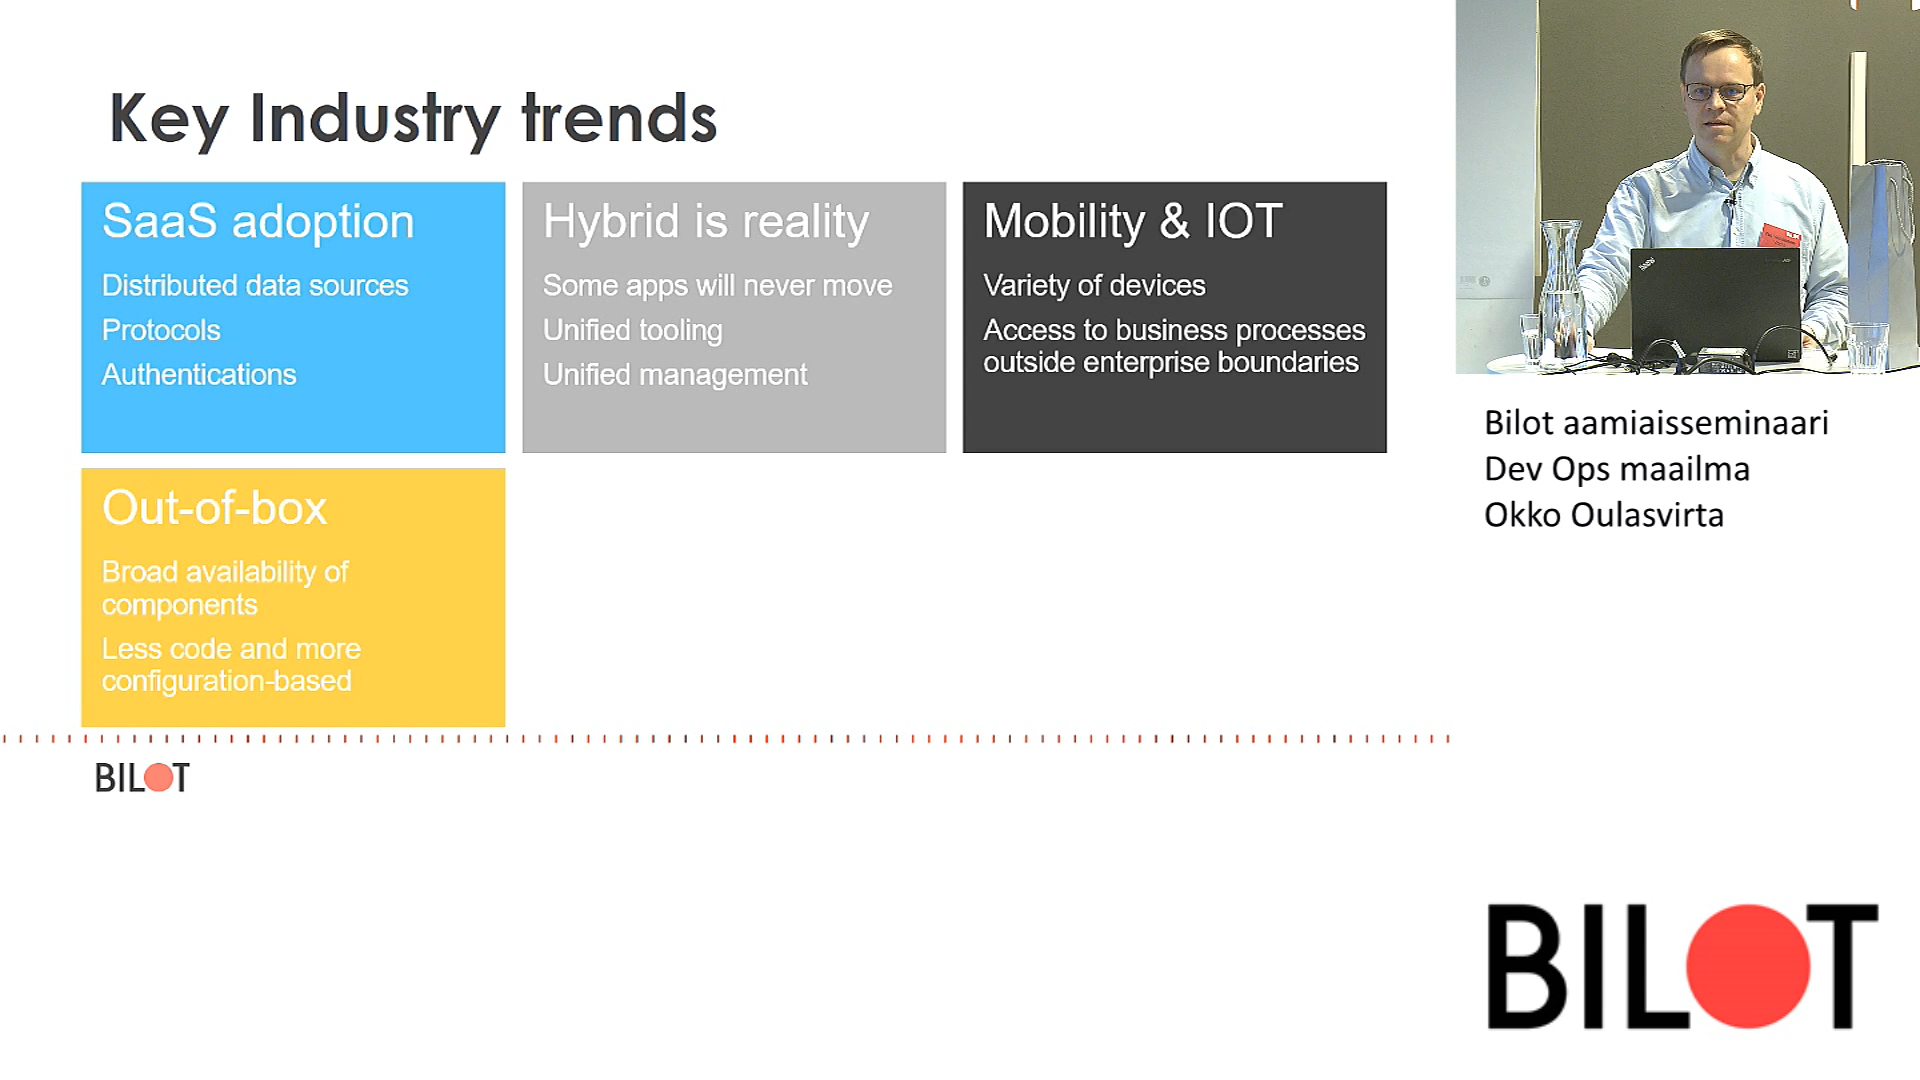 Key Industry trends
SaaS adoption
Distributed data sources
Protocols
Authentications
Hybrid is reality
Some apps will never move
Unified tooling
Unified management
Mobility & IOT
Variety of devices
Access to business processes
outside enterprise boundaries
Out-of-box
Broad availability of
components
Less code and more
configuration-based
BILOT
Bilot aamiaisseminaari
Dev Ops maailma
Okko Oulasvirta
BILOT